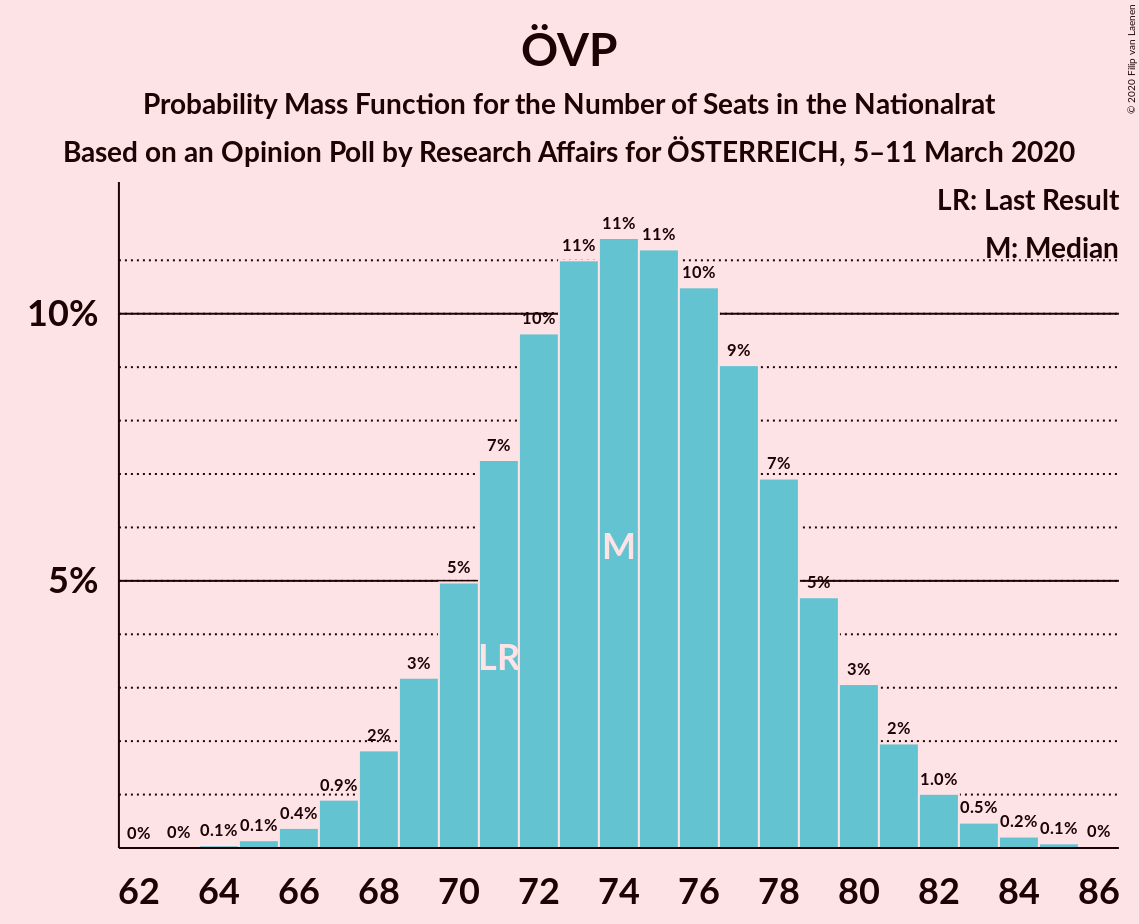 ÖVP
Probability Mass Function for the Number of Seats in the Nationalrat
Based on an Opinion Poll by Research Affairs for ÖSTERREICH, 5–11 March 2020
© 2020 Filip van Laenen
LR: Last Result
M: Median
10%
5%
0% 0% 0.1% 0.1% 0.4% 0.9% 2% 3% 5% 7% 10% 11% 11% 11% 10% 9% 7% 5% 3% 2% 1.0% 0.5% 0.2% 0.1% 0%
M
LR
62 64 66 68 70 72 74 76 78 80 82 84 86